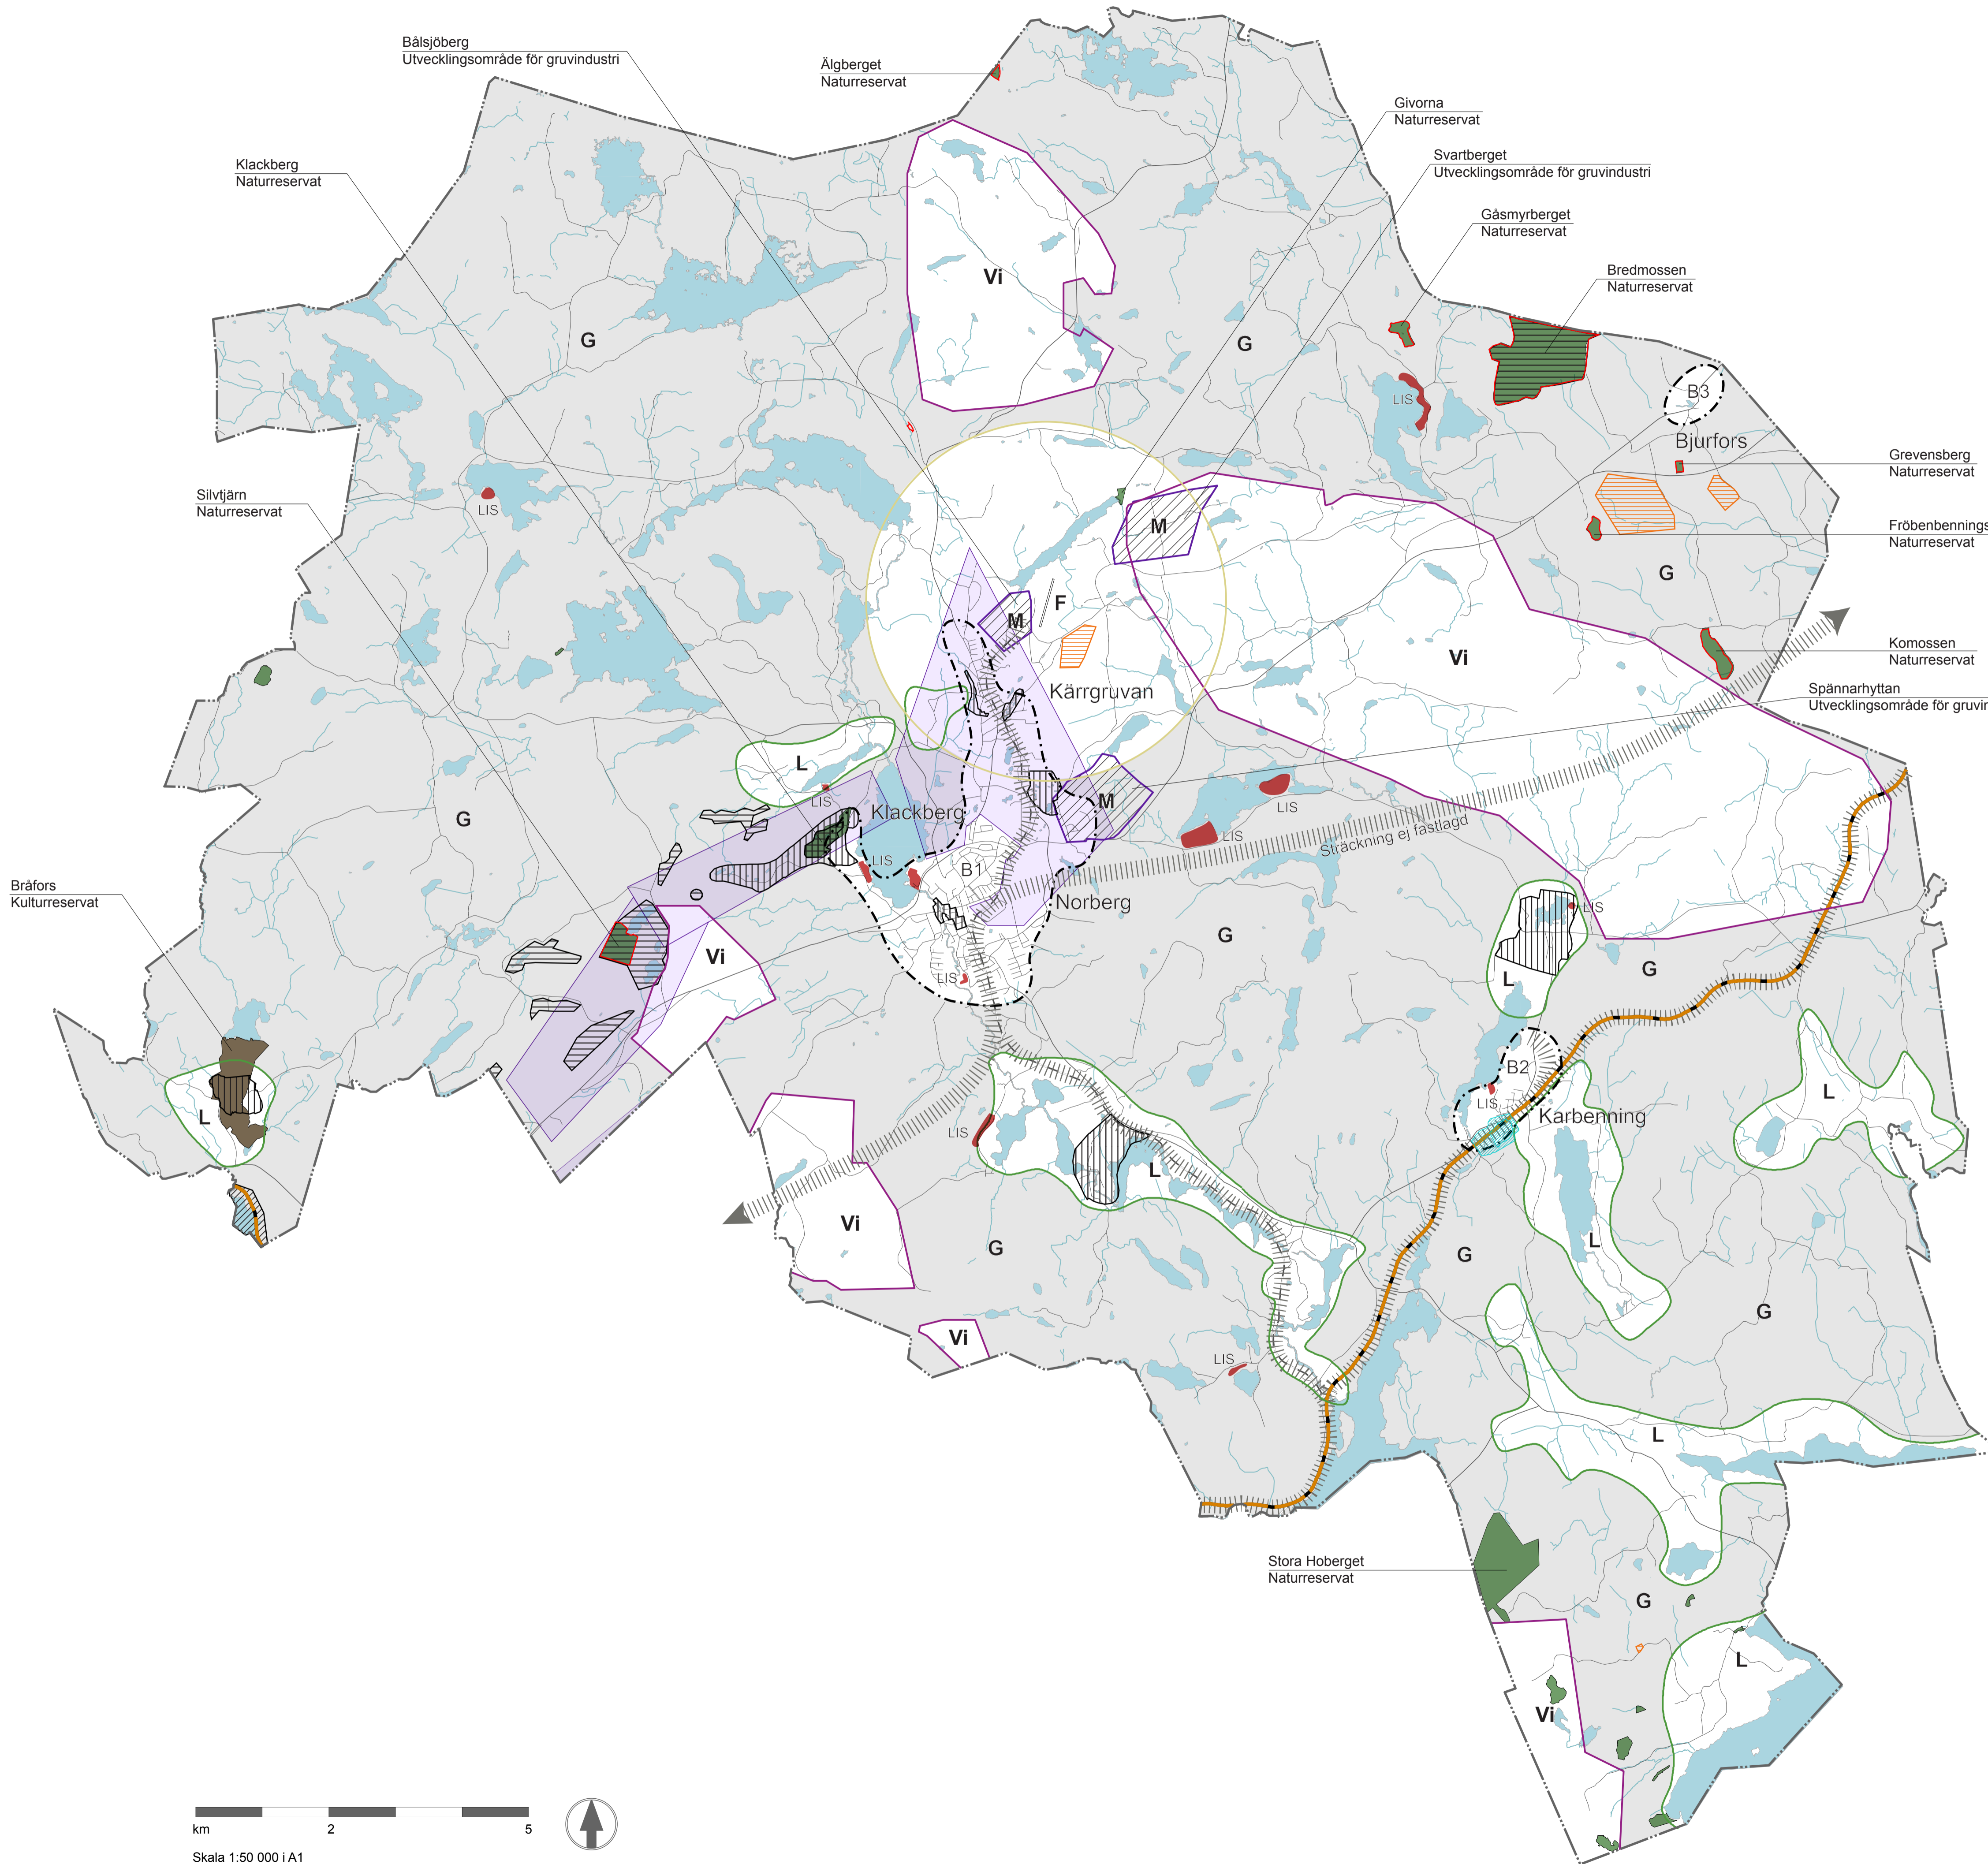 Bålsjöberg
Utvecklingsområde för gruvindustri
Älgberget
Naturreservat
Givorna
Naturreservat
Svartberget
Utvecklingsområde för gruvindustri
Klackberg
Naturreservat
Gåsmyrberget
Naturreservat
Bredmossen
Naturreservat
Vi
G
G
B3
LIS
Bjurfors
Grevensberg
Naturreservat
Silvtjärn
Naturreservat
LIS
M
Fröbenbennings
Naturreservat
G
F
M
Komossen
Naturreservat
Vi
Kärrgruvan
Spännarhyttan
Utvecklingsområde för gruvin
L
LIS
M
LIS
Klackberg
G
LIS
Sträckning ej fastlagd
LIS
B1
Bråfors
Kulturreservat
Norberg
LIS
G
Vi
G
LIS
L
B2
L
LIS
Karbenning
L
LIS
L
Vi
G
L
G
G
Vi
LIS
L
Stora Hoberget
Naturreservat
G
L
Vi
km
2
5
Skala 1:50 000 i A1